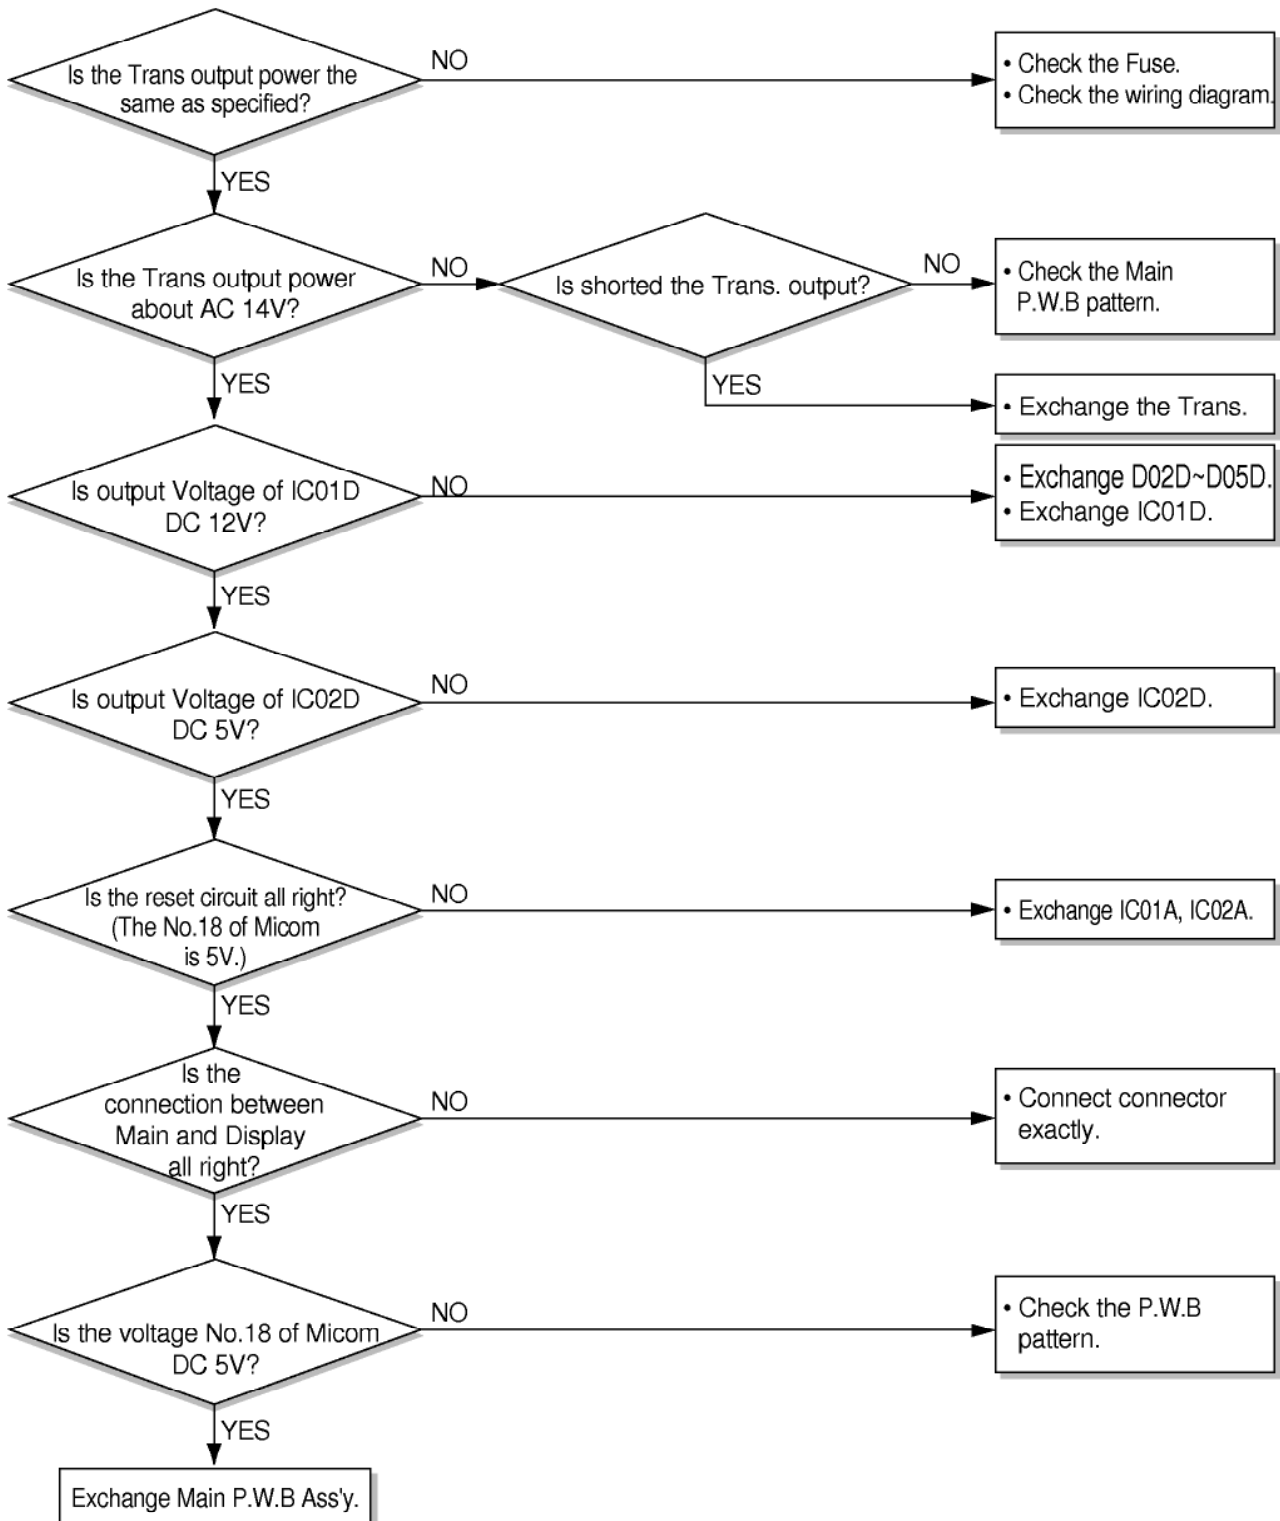 Is the Trans output power the
same as specified?
NO
• Check the Fuse.
• Check the wiring diagram.
YES
Is the Trans output power
about AC 14V?
NO
Is shorted the Trans. output?
NO
• Check the Main
P.W.B pattern.
YES
• Exchange the Trans.
YES
Is output Voltage of IC01D
DC 12V?
NO
• Exchange D02D~D05D.
• Exchange IC01D.
YES
Is output Voltage of IC02D
DC 5V?
NO
• Exchange IC02D.
YES
Is the reset circuit all right?
(The No.18 of Micom
is 5V.)
NO
• Exchange IC01A, IC02A.
YES
Is the
connection between
Main and Display
all right?
NO
• Connect connector
exactly.
YES
Is the voltage No.18 of Micom
DC 5V?
NO
• Check the P.W.B
pattern.
YES
Exchange Main P.W.B Ass'y.